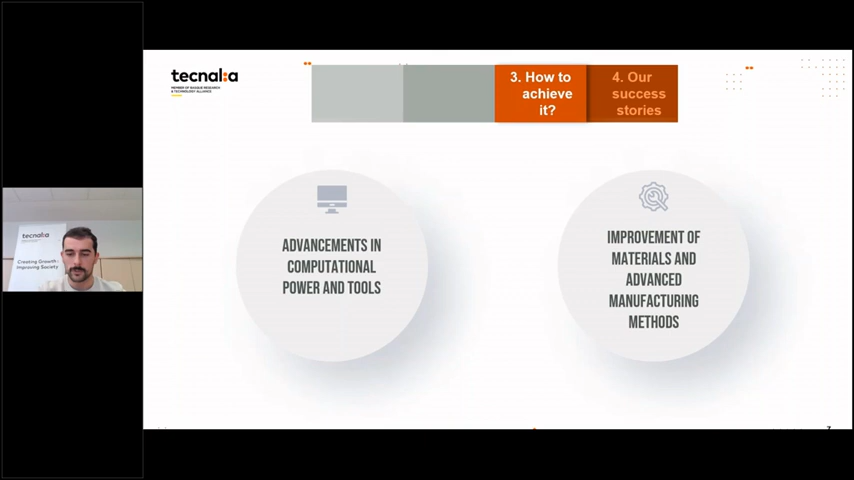 tecnal:a
MEMBER OF BASQUE RESEARCH
& TECHNOLOGY ALLIANCE
3. How to
achieve
it?
4. Our
success
stories
ADVANCEMENTS IN
COMPUTATIONAL
POWER AND TOOLS
IMPROVEMENT OF
MATERIALS AND
ADVANCED
MANUFACTURING
METHODS
tecnal:a
Creating Growth
Improving Society
7